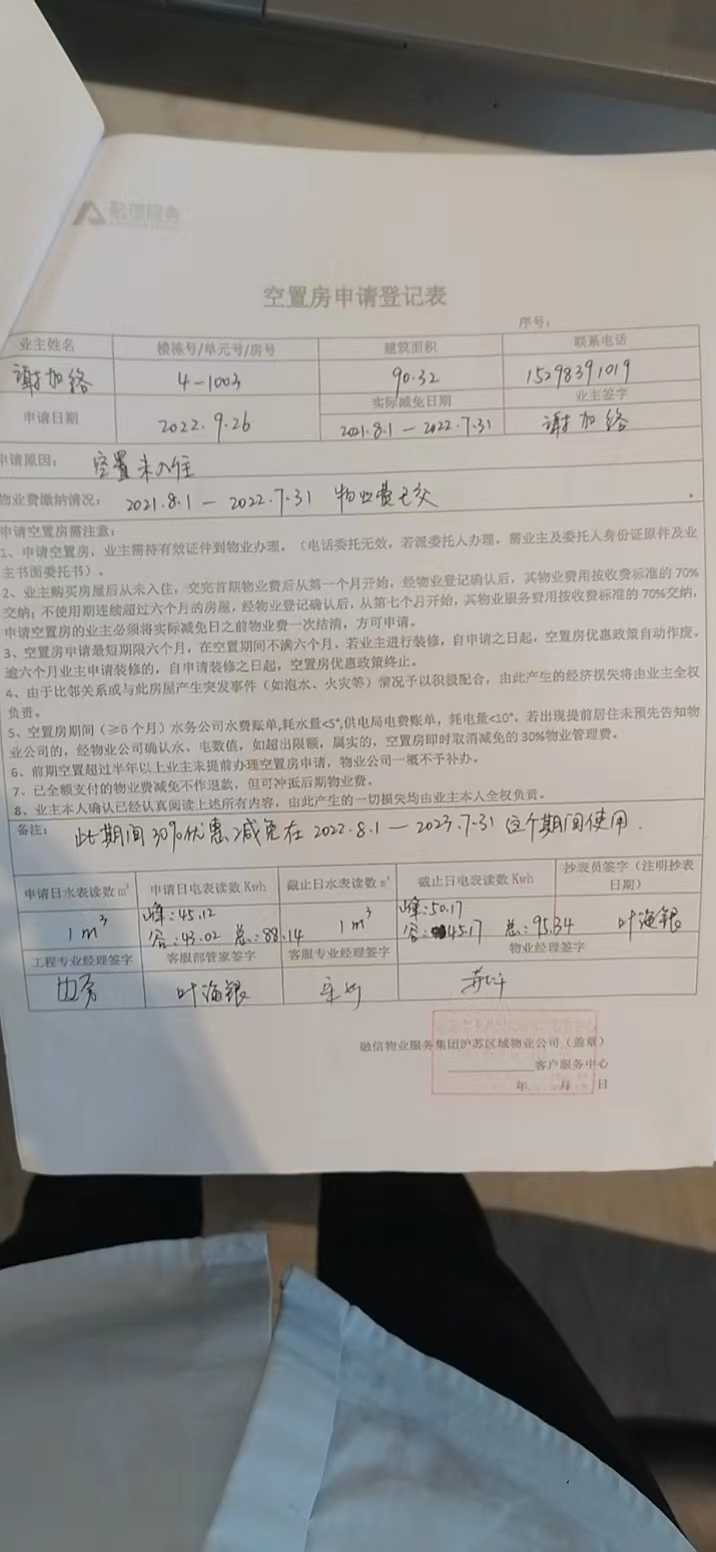 融信服务
空置房申请登记表
序号：
业主姓名 楼栋号/单元号/房号 建筑面积 联系电话
谢加络 4-1003 90.32 15298391019
申请日期 2022.9.26 实际减免日期 业主签字
2021.8.1－2022.7.31 谢加络
申请原因： 空置未入住
物业费缴纳情况： 2021.8.1－2022.7.31 物业费已交
申请空置房需注意：
1、申请空置房，业主需持有效证件到物业办理，（电话委托无效，若派委托人办理，需业主及委托人身份证原件及业
主书面委托书）。
2、业主购买房屋后从未入住，交完首期物业费后从第一个月开始，经物业登记确认后，其物业费用按收费标准的70%
交纳；不使用期连续超过六个月的房屋，经物业登记确认后，从第七个月开始，其物业服务费用按收费标准的70%交纳，
申请空置房的业主必须将实际减免日之前物业费一次结清，方可申请。
3、空置房申请最短期限六个月，在空置期间不满六个月，若业主进行装修，自申请之日起，空置房优惠政策自动作废。
逾六个月业主申请装修的，自申请装修之日起，空置房优惠政策终止。
4、由于比邻关系或与此房屋产生突发事件（如泡水、火灾等）情况予以积极配合，由此产生的经济损失将由业主全权
负责。
5、空置房期间（≥6个月）水务公司水费账单,耗水量<5°,供电局电费账单，耗电量<10°，若出现提前居住未预先告知物
业公司的，经物业公司确认水、电数值，如超出限额，属实的，空置房即时取消减免的30%物业管理费。
6、前期空置超过半年以上业主未提前办理空置房申请，物业公司一概不予补办。
7、已全额支付的物业费减免不作退款，但可冲抵后期物业费。
8、业主本人确认已经认真阅读上述所有内容，由此产生的一切损失均由业主本人全权负责。
备注： 此期间30%优惠减免在2022.8.1－2023.7.31这个期间使用.
申请日水表读数m³ 申请日电表读数Kwh 截止日水表读数m³ 截止日电表读数Kwh 抄表员签字（注明抄表
日期）
1m³ 峰：45.12 1m³ 峰：50.17 叶海银
谷：43.02 总：88.14 谷：45.17 总：95.34
工程专业经理签字 客服部管家签字 客服专业经理签字 物业经理签字
叶海银
融信物业服务集团沪苏区域物业公司（盖章）
客户服务中心
年 月 日